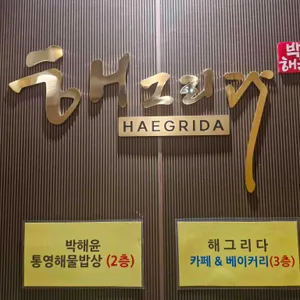 해그리다
HAEGRIDA
박해윤
통영해물밥상 (2층)
해 그 리 다
카페 & 베이커리(3층)